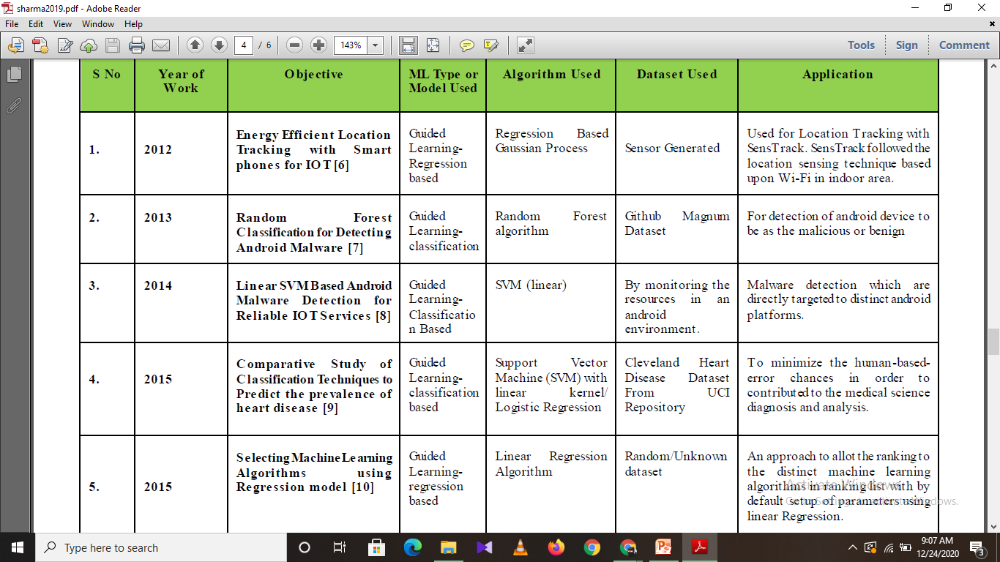 sharma2019.pdf - Adobe Reader
File Edit View Window Help
4 / 6 143% Tools Sign Comment
S No
Year of
Work
Objective
ML Type or
Model Used
Algorithm Used
Dataset Used
Application
1.
2012
Energy Efficient Location
Tracking with Smart
phones for IOT [6]
Guided
Learning-
Regression
based
Regression Based
Gaussian Process
Sensor Generated
Used for Location Tracking with
SensTrack. SensTrack followed the
location sensing technique based
upon Wi-Fi in indoor area.
2.
2013
Random Forest
Classification for Detecting
Android Malware [7]
Guided
Learning-
classification
Random Forest
algorithm
Github Magnum
Dataset
For detection of android device to
be as the malicious or benign
3.
2014
Linear SVM Based Android
Malware Detection for
Reliable IOT Services [8]
Guided
Learning-
Classificatio
n Based
SVM (linear)
By monitoring the
resources in an
android
environment.
Malware detection which are
directly targeted to distinct android
platforms.
4.
2015
Comparative Study of
Classification Techniques to
Predict the prevalence of
heart disease [9]
Guided
Learning-
classification
based
Support Vector
Machine (SVM) with
linear kernel/
Logistic Regression
Cleveland Heart
Disease Dataset
From UCI
Repository
To minimize the human-based-
error chances in order to
contributed to the medical science
diagnosis and analysis.
5.
2015
Selecting Machine Learning
Algorithms using
Regression model [10]
Guided
Learning-
regression
based
Linear Regression
Algorithm
Random/Unknown
dataset
An approach to allot the ranking to
the distinct machine learning
algorithms in ranking list with by
default setup of parameters using
linear Regression.
Activate Windows
Go to Settings to activate Windows.
Type here to search
9:07 AM
12/24/2020
3